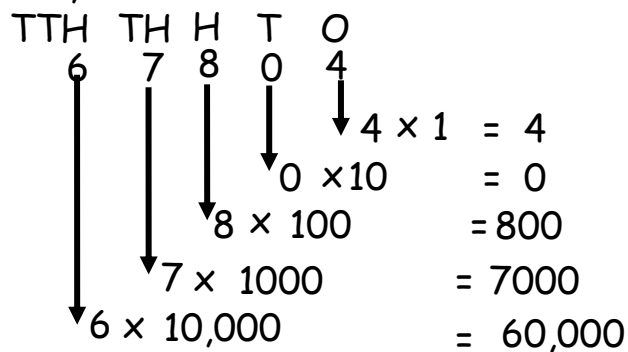 TTH TH H T O
6 7 8 0 4
4 × 1 = 4
0 ×10 = 0
8 × 100 = 800
7 × 1000 = 7000
6 × 10,000 = 60,000